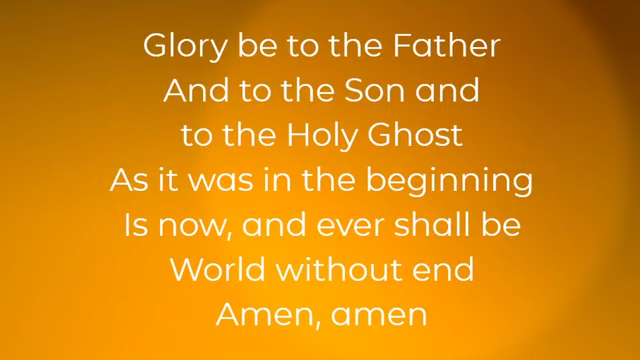 Glory be to the Father
And to the Son and
to the Holy Ghost
As it was in the beginning
Is now, and ever shall be
World without end
Amen, amen